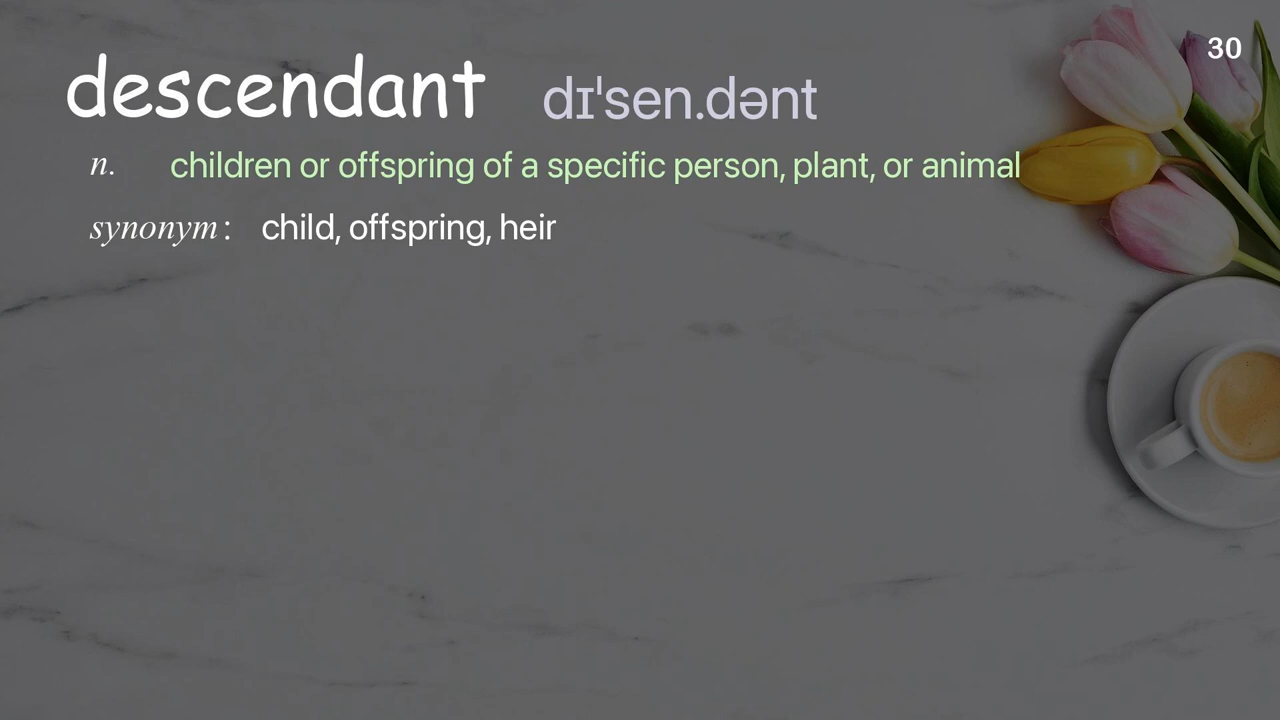 30
descendant dɪˈsen.dənt
n. children or offspring of a specific person, plant, or animal
synonym: child, offspring, heir